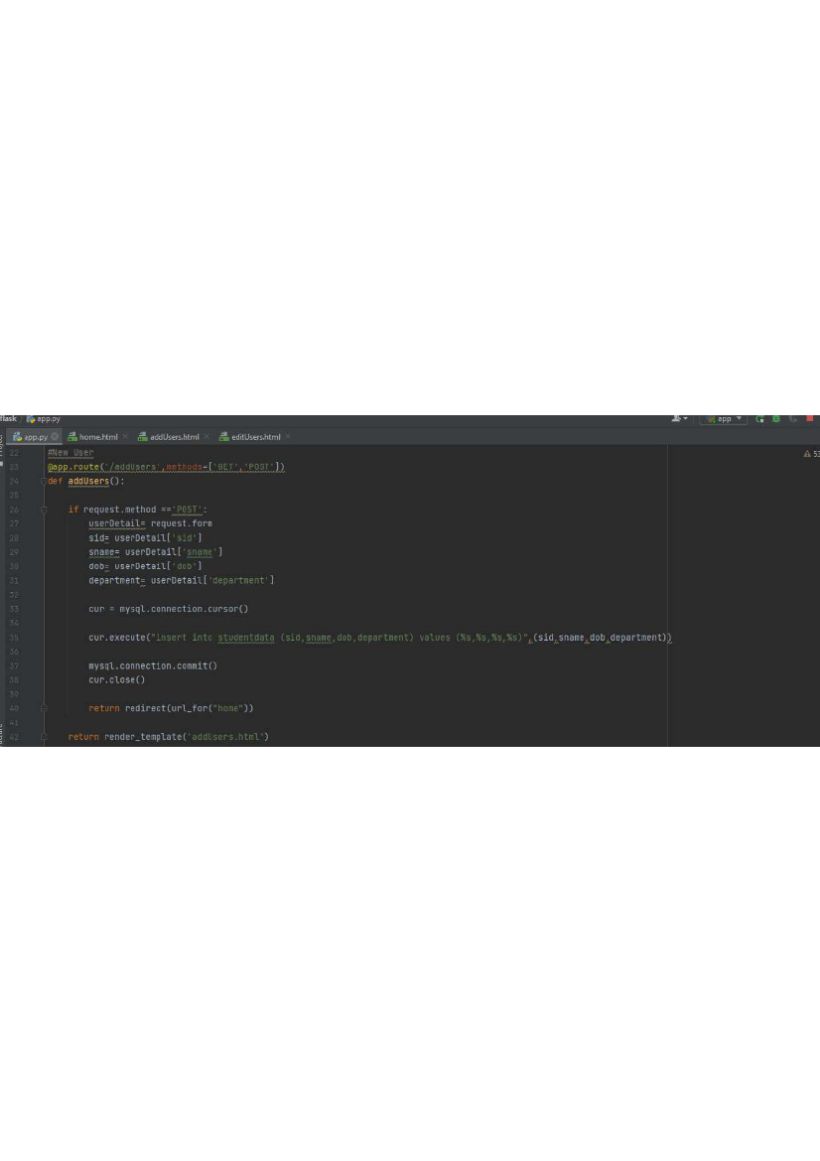 flask app.py
app
app.py home.html addUsers.html editUsers.html
22 #New User
53
23 @app.route('/addUsers',methods=['GET','POST'])
24 def addUsers():
25
26 if request.method =='POST':
27 userDetail= request.form
28 sid= userDetail['sid']
29 sname= userDetail['sname']
30 dob= userDetail['dob']
31 department= userDetail['department']
32
33 cur = mysql.connection.cursor()
34
35 cur.execute("insert into studentdata (sid,sname,dob,department) values (%s,%s,%s,%s)",(sid,sname,dob,department))
36
37 mysql.connection.commit()
38 cur.close()
39
40 return redirect(url_for("home"))
41
42 return render_template('addUsers.html')